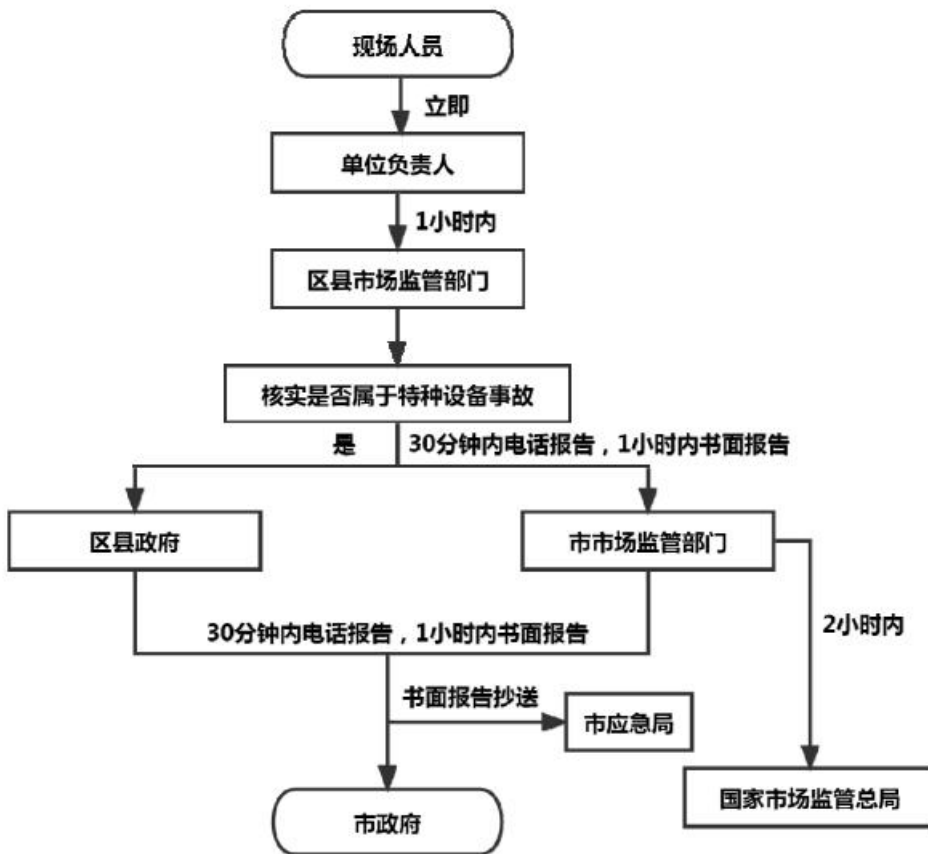 现场人员
立即
单位负责人
1小时内
区县市场监管部门
核实是否属于特种设备事故
是
30分钟内电话报告，1小时内书面报告
区县政府
市市场监管部门
30分钟内电话报告，1小时内书面报告
2小时内
书面报告抄送
市应急局
国家市场监管总局
市政府